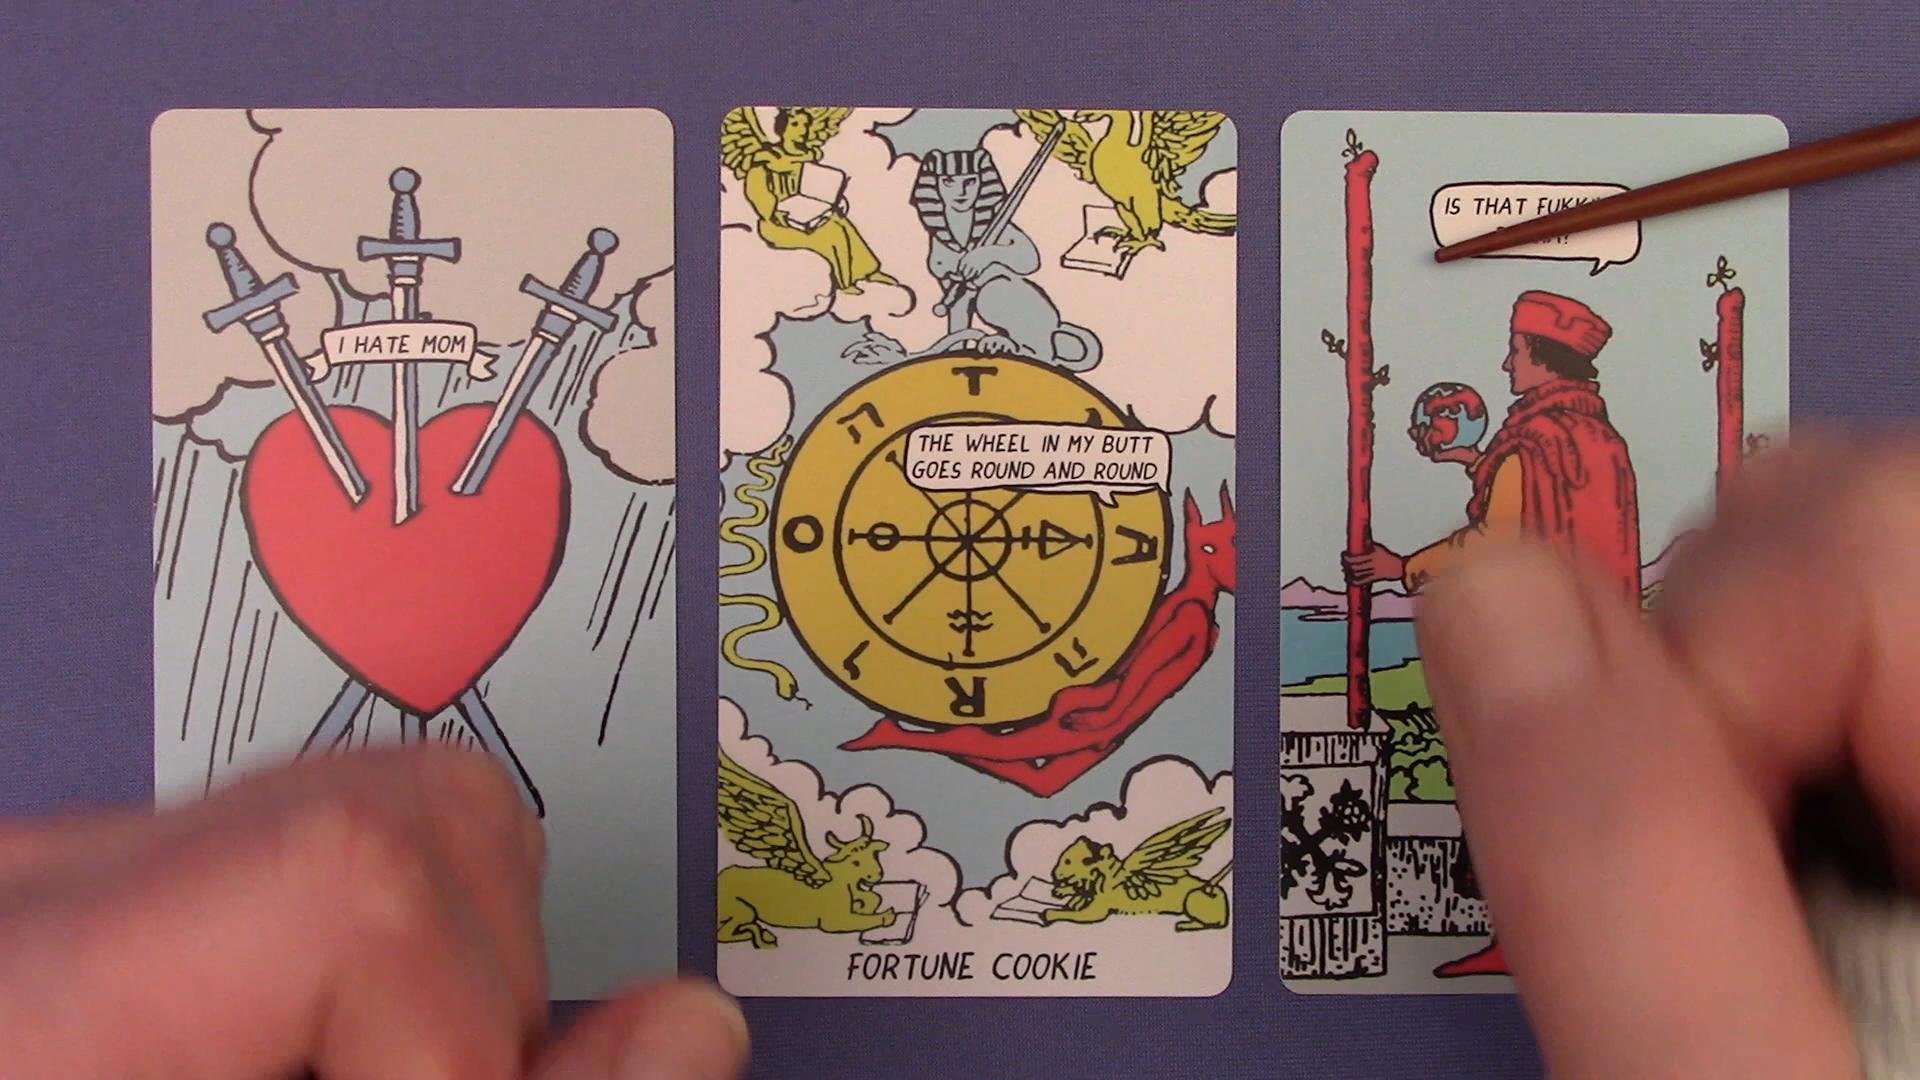 I HATE MOM
THE WHEEL IN MY BUTT
GOES ROUND AND ROUND
T
A
R
O
FORTUNE COOKIE
IS THAT